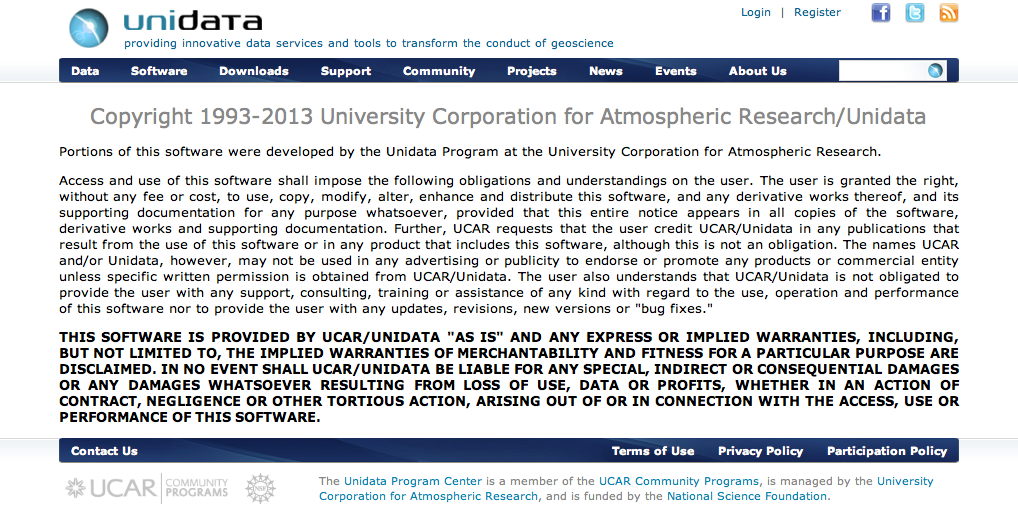 Login | Register
unidata
providing innovative data services and tools to transform the conduct of geoscience
Data Software Downloads Support Community Projects News Events About Us
Copyright 1993-2013 University Corporation for Atmospheric Research/Unidata
Portions of this software were developed by the Unidata Program at the University Corporation for Atmospheric Research.
Access and use of this software shall impose the following obligations and understandings on the user. The user is granted the right,
without any fee or cost, to use, copy, modify, alter, enhance and distribute this software, and any derivative works thereof, and its
supporting documentation for any purpose whatsoever, provided that this entire notice appears in all copies of the software,
derivative works and supporting documentation. Further, UCAR requests that the user credit UCAR/Unidata in any publications that
result from the use of this software or in any product that includes this software, although this is not an obligation. The names UCAR
and/or Unidata, however, may not be used in any advertising or publicity to endorse or promote any products or commercial entity
unless specific written permission is obtained from UCAR/Unidata. The user also understands that UCAR/Unidata is not obligated to
provide the user with any support, consulting, training or assistance of any kind with regard to the use, operation and performance
of this software nor to provide the user with any updates, revisions, new versions or "bug fixes."
THIS SOFTWARE IS PROVIDED BY UCAR/UNIDATA "AS IS" AND ANY EXPRESS OR IMPLIED WARRANTIES, INCLUDING,
BUT NOT LIMITED TO, THE IMPLIED WARRANTIES OF MERCHANTABILITY AND FITNESS FOR A PARTICULAR PURPOSE ARE
DISCLAIMED. IN NO EVENT SHALL UCAR/UNIDATA BE LIABLE FOR ANY SPECIAL, INDIRECT OR CONSEQUENTIAL DAMAGES
OR ANY DAMAGES WHATSOEVER RESULTING FROM LOSS OF USE, DATA OR PROFITS, WHETHER IN AN ACTION OF
CONTRACT, NEGLIGENCE OR OTHER TORTIOUS ACTION, ARISING OUT OF OR IN CONNECTION WITH THE ACCESS, USE OR
PERFORMANCE OF THIS SOFTWARE.
Contact Us Terms of Use Privacy Policy Participation Policy
UCAR COMMUNITY PROGRAMS NSF
The Unidata Program Center is a member of the UCAR Community Programs, is managed by the University
Corporation for Atmospheric Research, and is funded by the National Science Foundation.